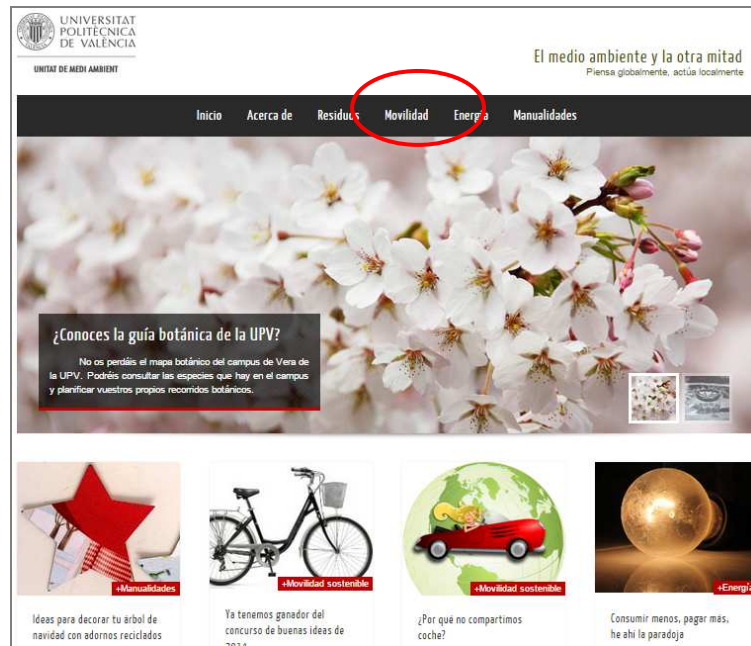 UNIVERSITAT
POLITÈCNICA
DE VALÈNCIA
UNITAT DE MEDI AMBIENT
El medio ambiente y la otra mitad
Piensa globalmente, actúa localmente
Inicio Acerca de Residuos Movilidad Energía Manualidades
¿Conoces la guía botánica de la UPV?
No os perdáis el mapa botánico del campus de Vera de
la UPV. Podréis consultar las especies que hay en el campus
y planificar vuestros propios recorridos botánicos.
+Manualidades
Ideas para decorar tu árbol de
navidad con adornos reciclados
+Movilidad sostenible
Ya tenemos ganador del
concurso de buenas ideas de
2014
+Movilidad sostenible
¿Por qué no compartimos
coche?
+Energía
Consumir menos, pagar más,
he ahí la paradoja